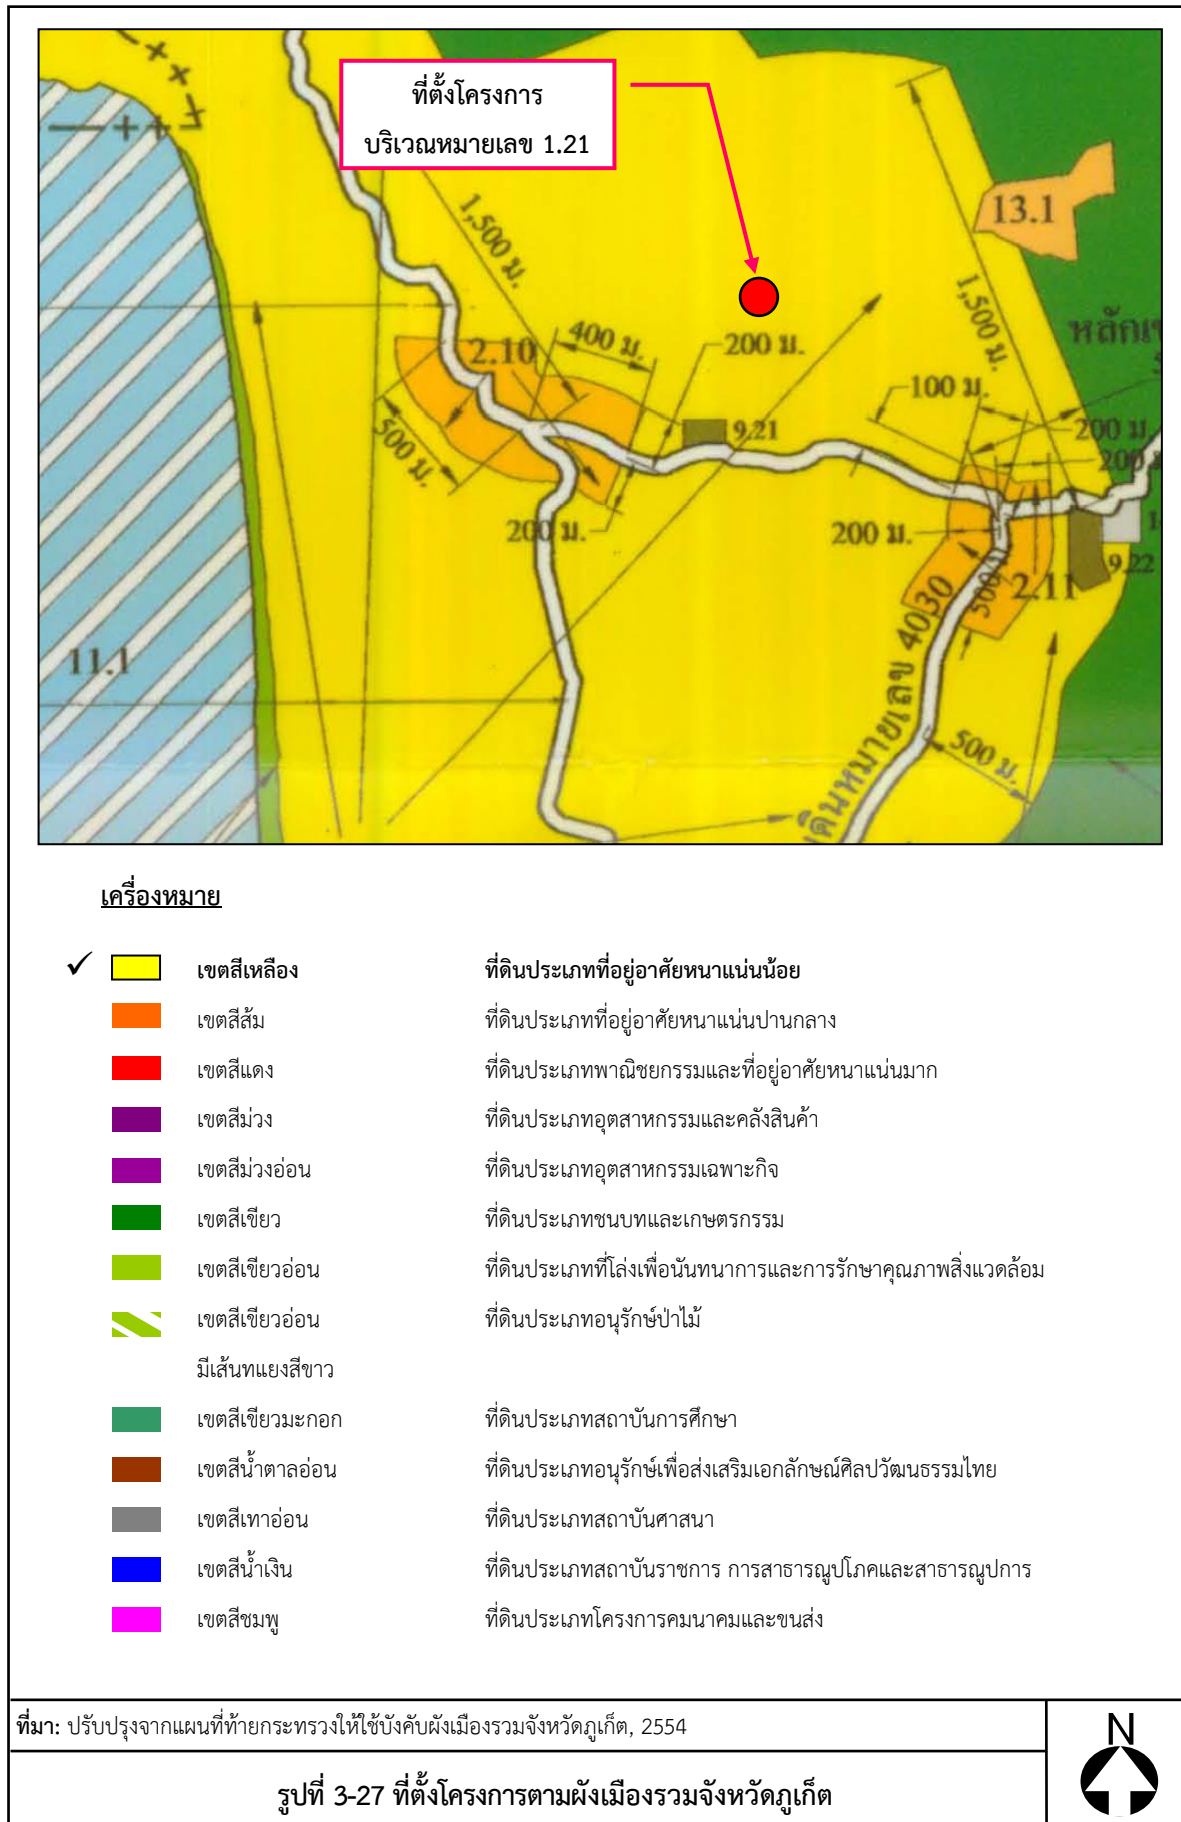 ที่ตั้งโครงการ
บริเวณหมายเลข 1.21
13.1
1,500 ม.
1,500 ม.
หลักเข
400 ม.
200 ม.
2.10
100 ม.
500 ม.
9.21
200 ม.
200 ม.
200 ม.
200 ม.
9.22
500 ม.
2.11
11.1
เดินหมายเลข 4030
500 ม.
เครื่องหมาย
✓ เขตสีเหลือง ที่ดินประเภทที่อยู่อาศัยหนาแน่นน้อย
เขตสีส้ม ที่ดินประเภทที่อยู่อาศัยหนาแน่นปานกลาง
เขตสีแดง ที่ดินประเภทพาณิชยกรรมและที่อยู่อาศัยหนาแน่นมาก
เขตสีม่วง ที่ดินประเภทอุตสาหกรรมและคลังสินค้า
เขตสีม่วงอ่อน ที่ดินประเภทอุตสาหกรรมเฉพาะกิจ
เขตสีเขียว ที่ดินประเภทชนบทและเกษตรกรรม
เขตสีเขียวอ่อน ที่ดินประเภทที่โล่งเพื่อนันทนาการและการรักษาคุณภาพสิ่งแวดล้อม
เขตสีเขียวอ่อน ที่ดินประเภทอนุรักษ์ป่าไม้
มีเส้นทแยงสีขาว
เขตสีเขียวมะกอก ที่ดินประเภทสถาบันการศึกษา
เขตสีน้ำตาลอ่อน ที่ดินประเภทอนุรักษ์เพื่อส่งเสริมเอกลักษณ์ศิลปวัฒนธรรมไทย
เขตสีเทาอ่อน ที่ดินประเภทสถาบันศาสนา
เขตสีน้ำเงิน ที่ดินประเภทสถาบันราชการ การสาธารณูปโภคและสาธารณูปการ
เขตสีชมพู ที่ดินประเภทโครงการคมนาคมและขนส่ง
ที่มา: ปรับปรุงจากแผนที่ท้ายกระทรวงให้ใช้บังคับผังเมืองรวมจังหวัดภูเก็ต, 2554
N
รูปที่ 3-27 ที่ตั้งโครงการตามผังเมืองรวมจังหวัดภูเก็ต